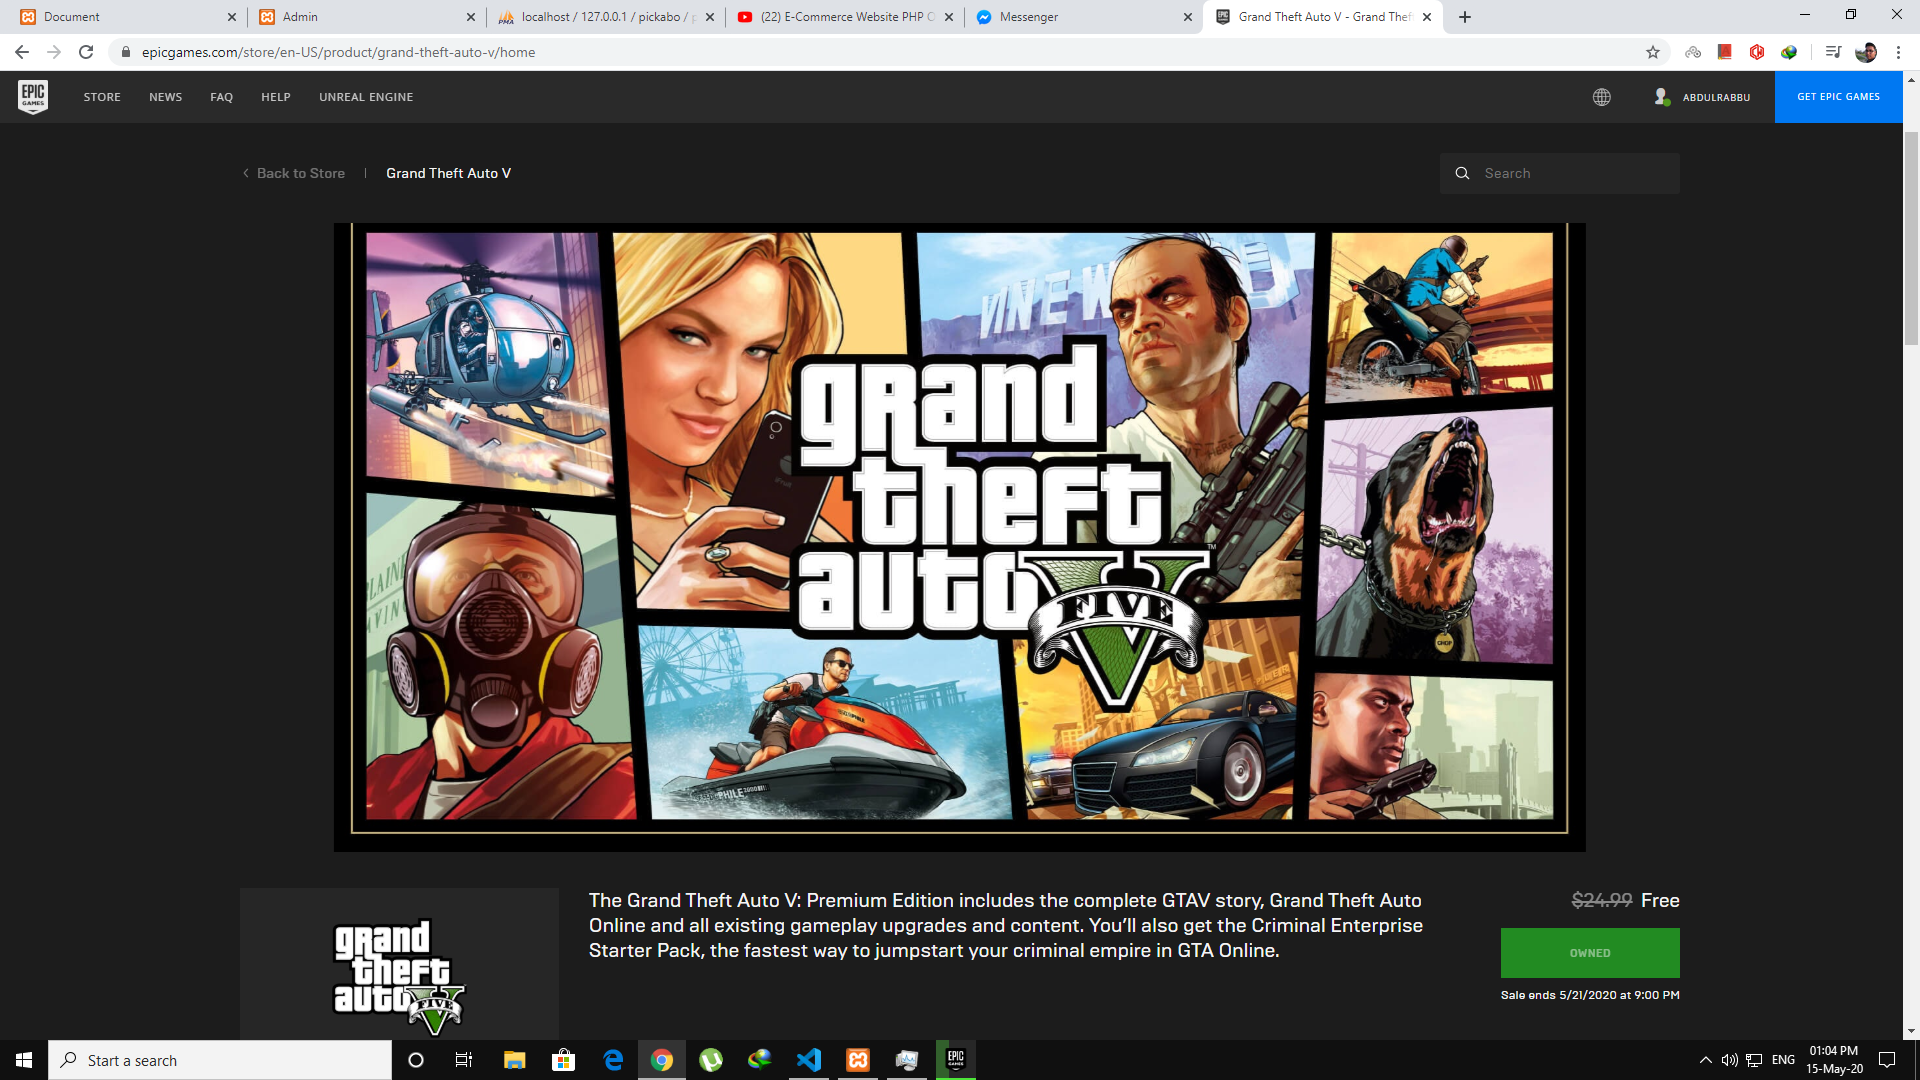 Document
Admin
localhost / 127.0.0.1 / pickabo / p
(22) E-Commerce Website PHP
Messenger
Grand Theft Auto V - Grand Thef
epicgames.com/store/en-US/product/grand-theft-auto-v/home
EPIC GAMES
STORE
NEWS
FAQ
HELP
UNREAL ENGINE
ABDULRABBU
GET EPIC GAMES
Back to Store
Grand Theft Auto V
Search
VINEW
grand
theft
auto
V
FIVE
TM
CHOP
grand
theft
auto
V
FIVE
The Grand Theft Auto V: Premium Edition includes the complete GTAV story, Grand Theft Auto
Online and all existing gameplay upgrades and content. You’ll also get the Criminal Enterprise
Starter Pack, the fastest way to jumpstart your criminal empire in GTA Online.
$24.99 Free
OWNED
Sale ends 5/21/2020 at 9:00 PM
Start a search
EPIC GAMES
ENG
01:04 PM
15-May-20